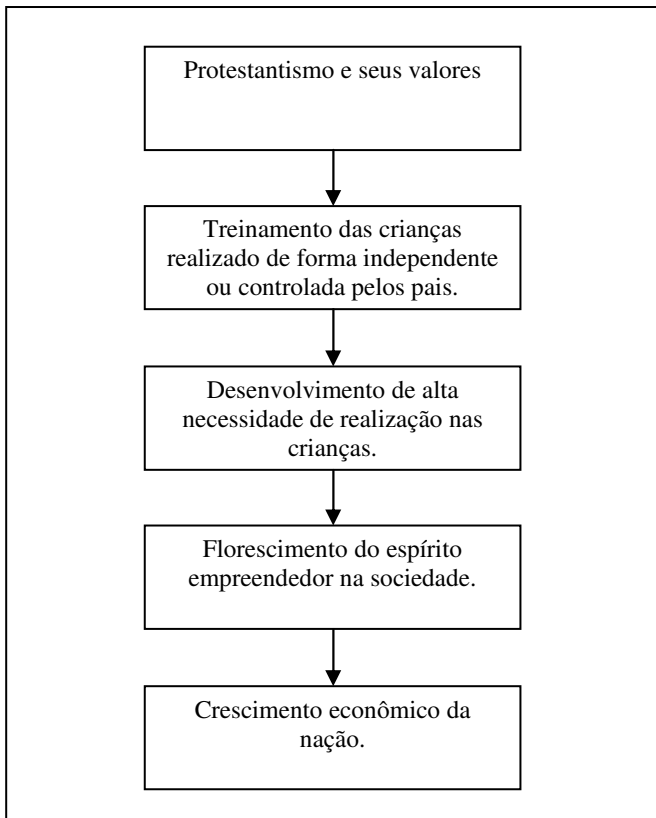 Protestantismo e seus valores
Treinamento das crianças
realizado de forma independente
ou controlada pelos pais.
Desenvolvimento de alta
necessidade de realização nas
crianças.
Florescimento do espírito
empreendedor na sociedade.
Crescimento econômico da
nação.